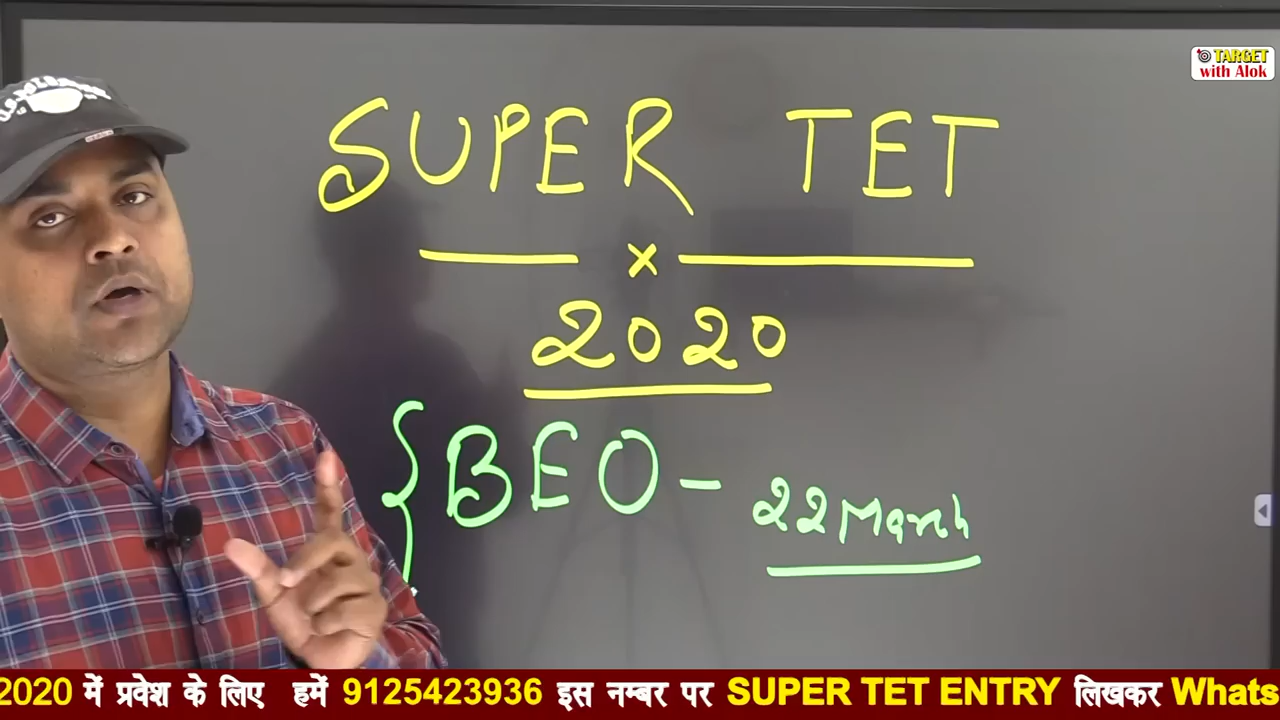 TARGET
with Alok
SUPER TET
x
2020
{ BEO - 22 March
2020 में प्रवेश के लिए हमें 9125423936 इस नम्बर पर SUPER TET ENTRY लिखकर Whats